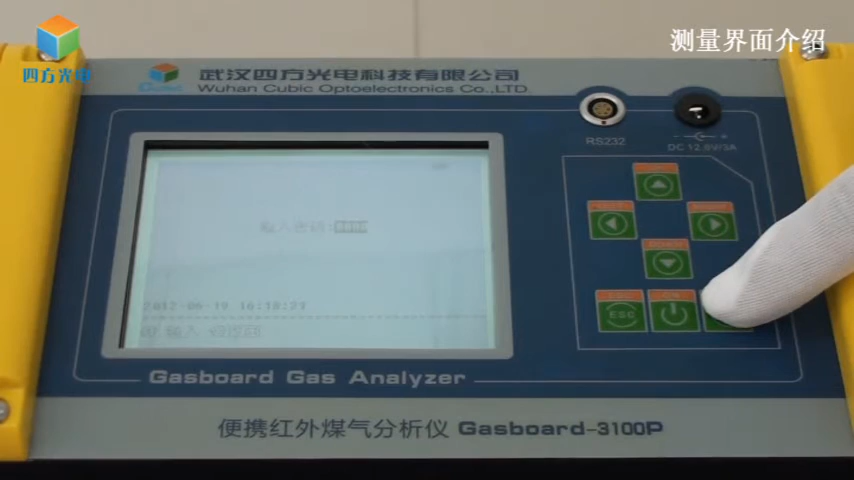 测量界面介绍
四方光电
武汉四方光电科技有限公司
Wuhan Cubic Optoelectronics Co.,LTD
RS232
DC 12.6V/3A
输入密码:
2012-06-19 16:18:27
ESC
Gasboard Gas Analyzer
便携红外煤气分析仪 Gasboard-3100P